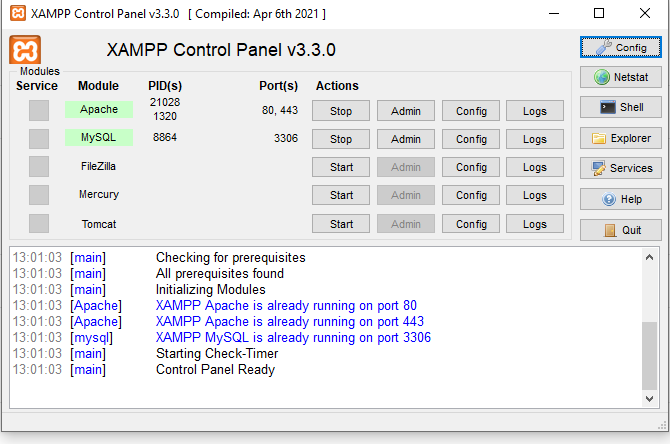 XAMPP Control Panel v3.3.0 [ Compiled: Apr 6th 2021 ]
XAMPP Control Panel v3.3.0
Config
Modules
Service Module PID(s) Port(s) Actions
Netstat
Apache 21028 1320 80, 443 Stop Admin Config Logs
Shell
MySQL 8864 3306 Stop Admin Config Logs
Explorer
FileZilla Start Admin Config Logs
Services
Mercury Start Admin Config Logs
Help
Tomcat Start Admin Config Logs
Quit
13:01:03 [main] Checking for prerequisites
13:01:03 [main] All prerequisites found
13:01:03 [main] Initializing Modules
13:01:03 [Apache] XAMPP Apache is already running on port 80
13:01:03 [Apache] XAMPP Apache is already running on port 443
13:01:03 [mysql] XAMPP MySQL is already running on port 3306
13:01:03 [main] Starting Check-Timer
13:01:03 [main] Control Panel Ready